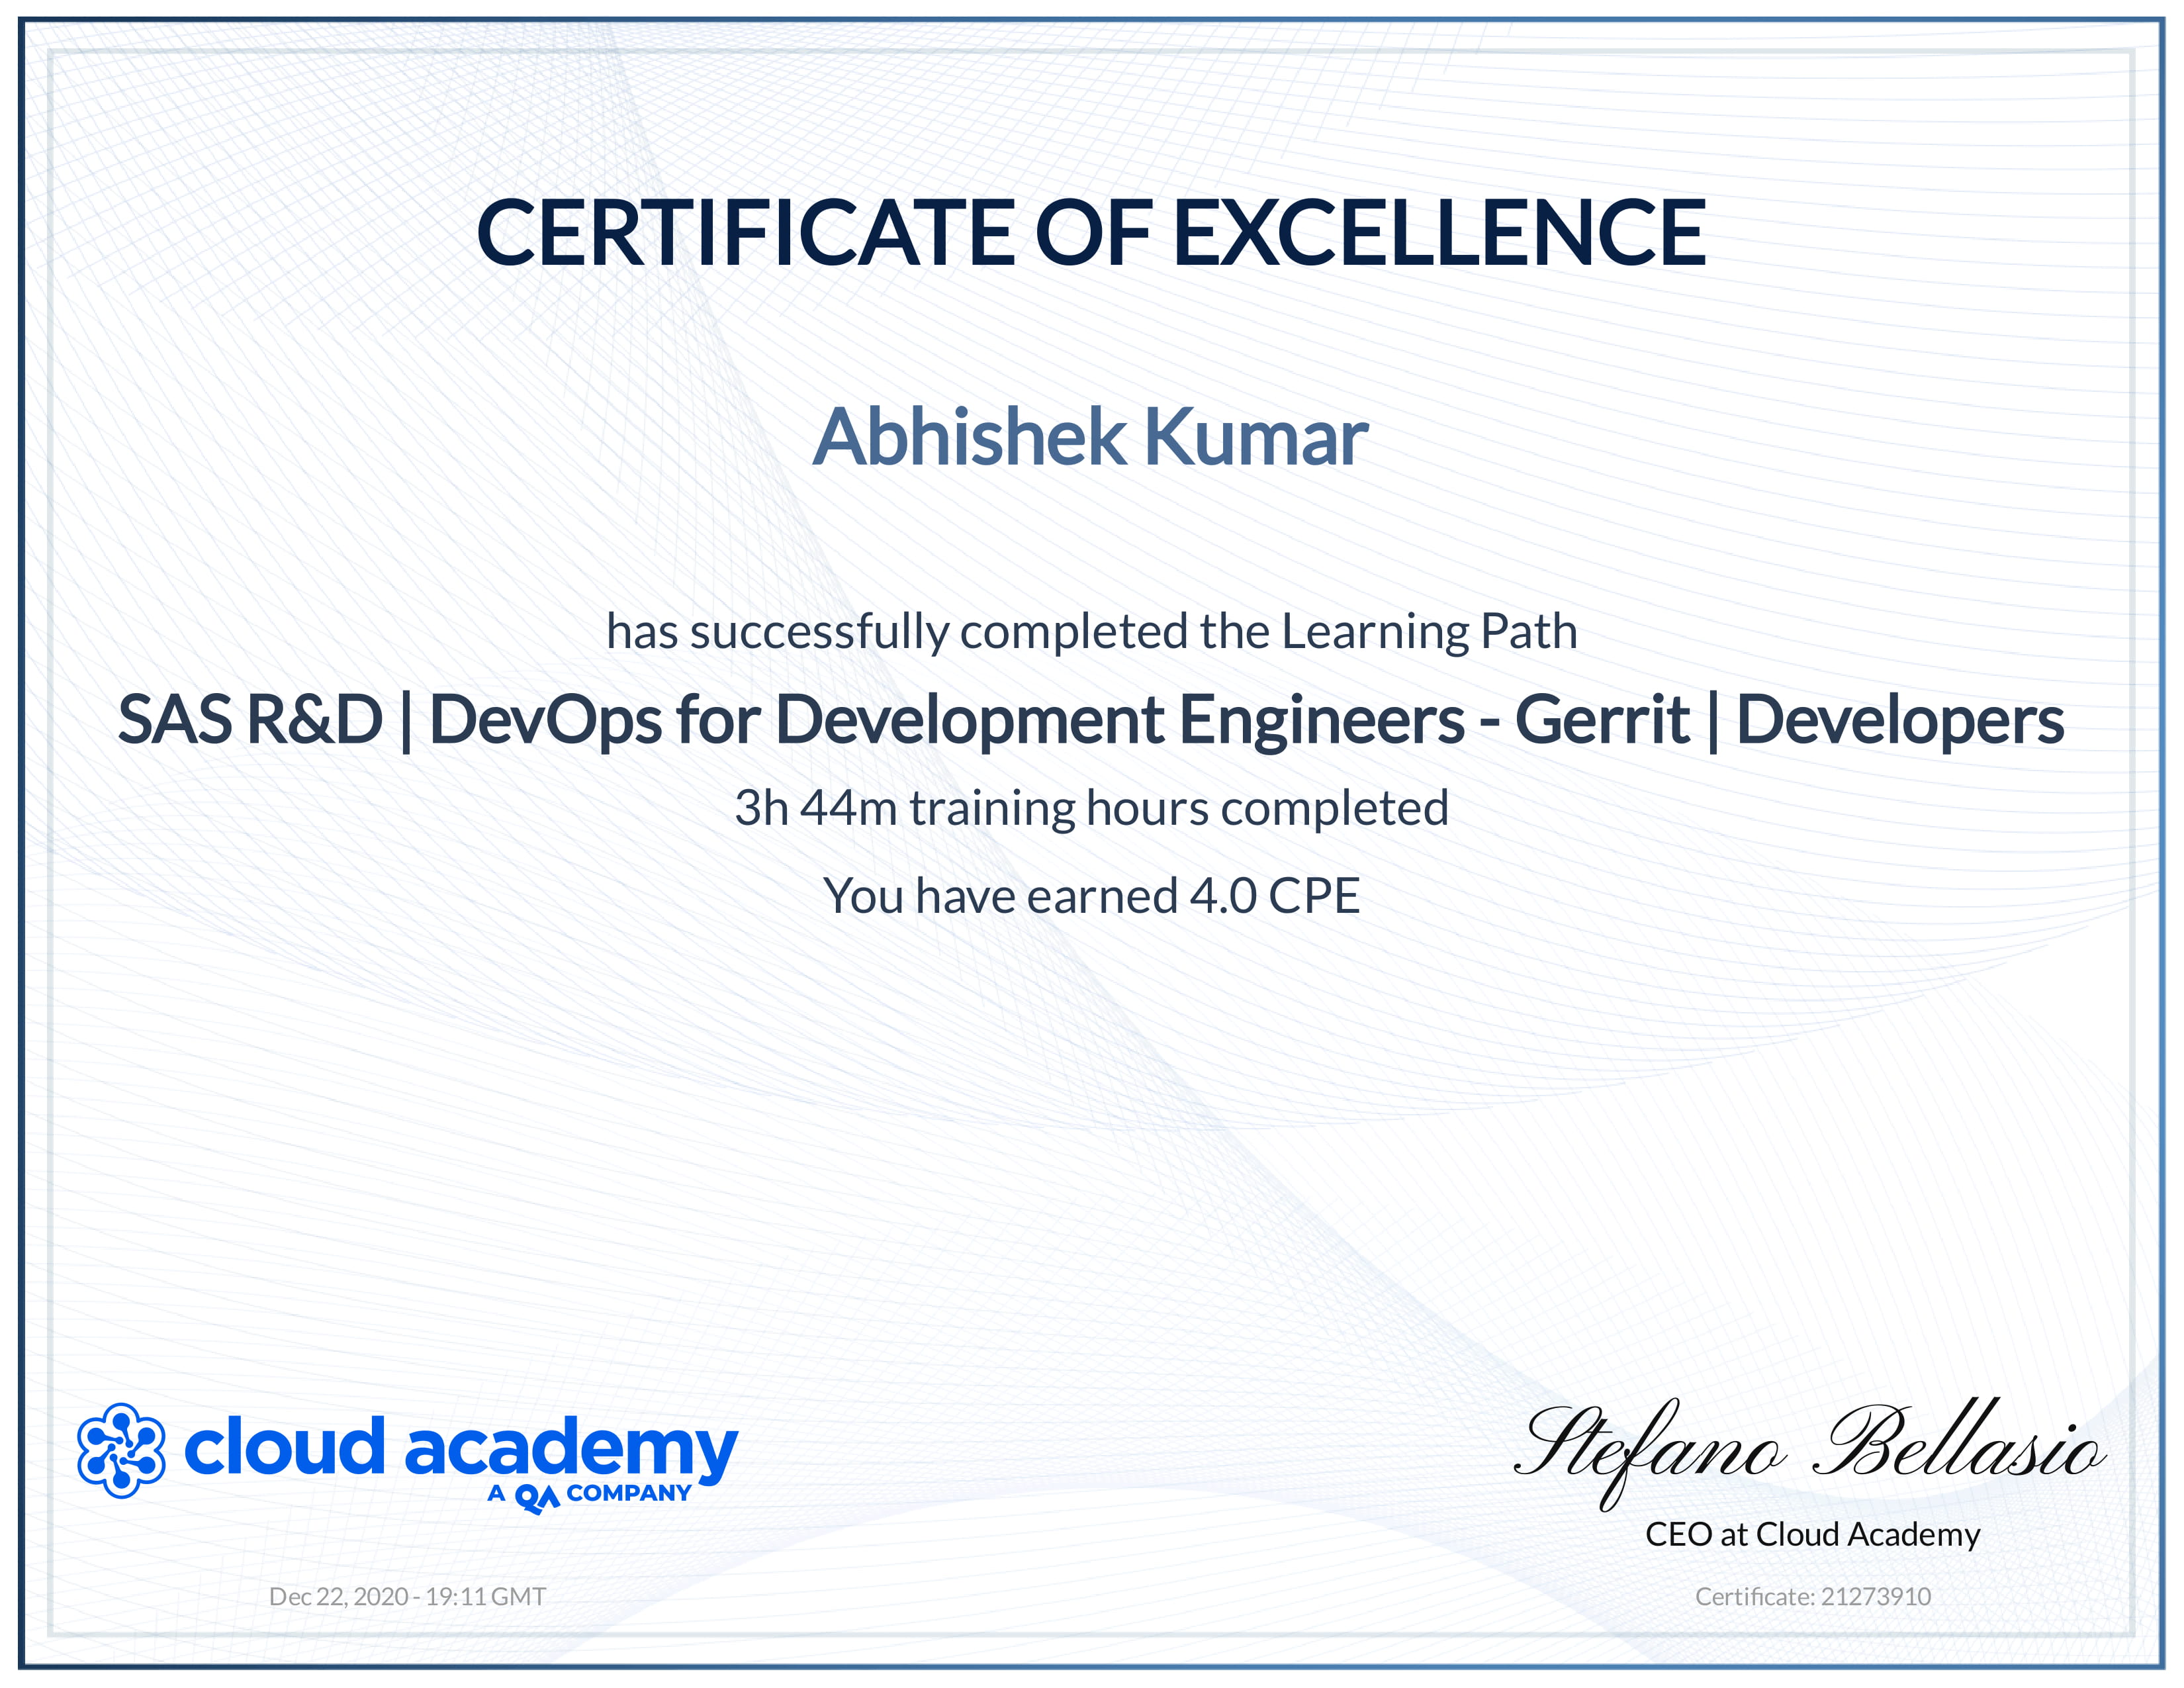 CERTIFICATE OF EXCELLENCE
Abhishek Kumar
has successfully completed the Learning Path
SAS R&D | DevOps for Development Engineers - Gerrit | Developers
3h 44m training hours completed
You have earned 4.0 CPE
cloud academy
A QA COMPANY
Stefano Bellasio
CEO at Cloud Academy
Dec 22, 2020 - 19:11 GMT
Certificate: 21273910